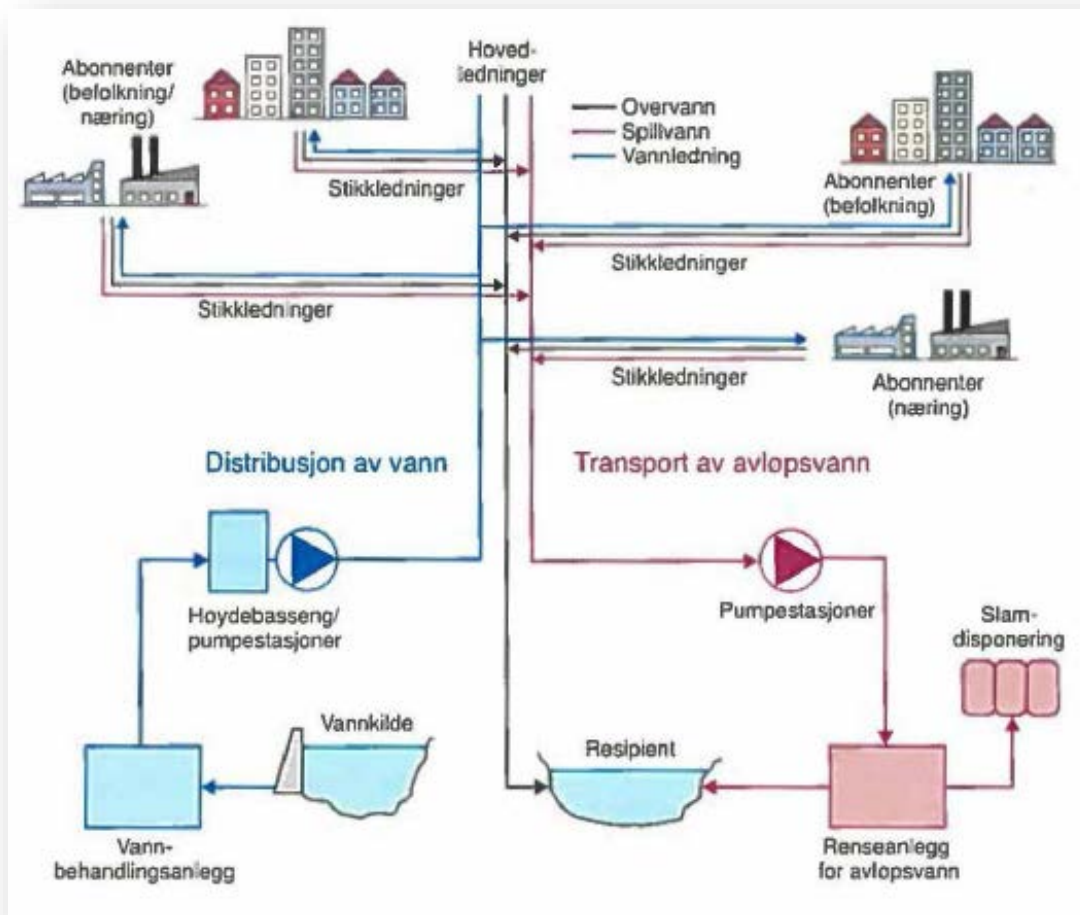 Hoved-
ledninger
Abonnenter
(befolkning/
næring)
Overvann
Spillvann
Vannledning
Stikkledninger
Abonnenter
(befolkning)
Stikkledninger
Stikkledninger
Stikkledninger
Abonnenter
(næring)
Distribusjon av vann
Transport av avløpsvann
Høydebasseng/
pumpestasjoner
Pumpestasjoner
Slam-
disponering
Vannkilde
Resipient
Vann-
behandlingsanlegg
Renseanlegg
for avløpsvann